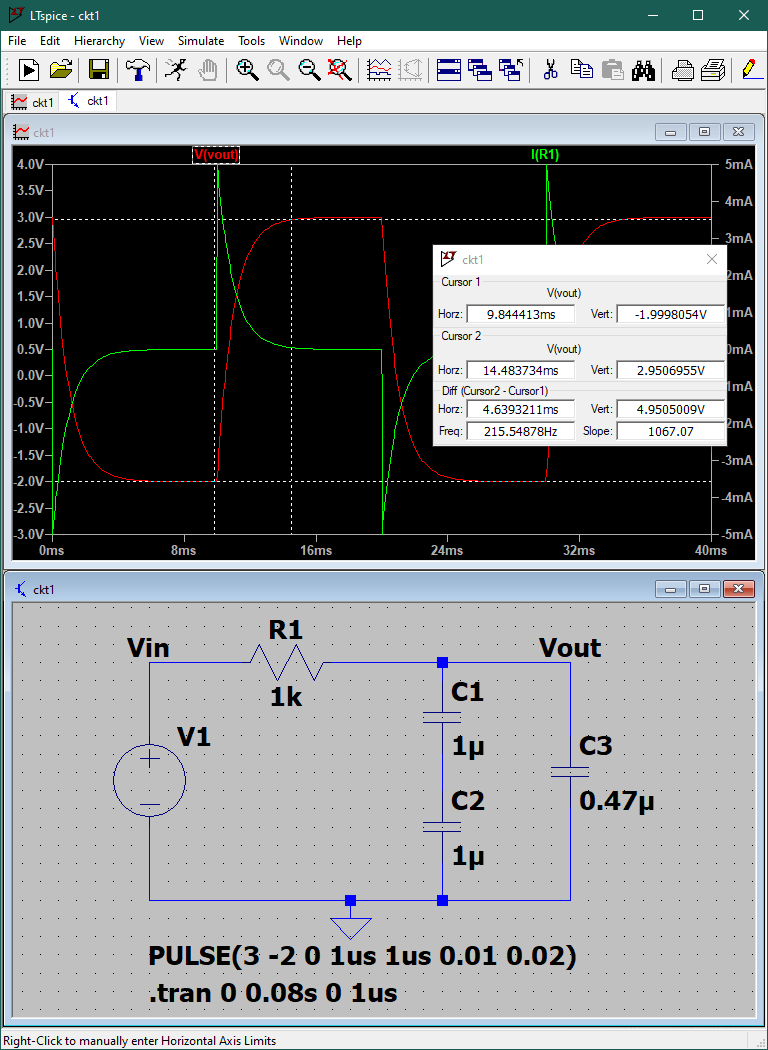 LTspice - ckt1
File Edit Hierarchy View Simulate Tools Window Help
ckt1 ckt1
ckt1
V(vout) I(R1)
4.0V 5mA
3.5V 4mA
3.0V 3mA
2.5V
2.0V 2mA
1.5V 1mA
1.0V
0.5V 0mA
0.0V -1mA
-0.5V
-1.0V -2mA
-1.5V -3mA
-2.0V
-2.5V -4mA
-3.0V -5mA
0ms 8ms 16ms 24ms 32ms 40ms
ckt1
Cursor 1
V(vout)
Horz: 9.844413ms Vert: -1.9998054V
Cursor 2
V(vout)
Horz: 14.483734ms Vert: 2.9506955V
Diff (Cursor2 - Cursor1)
Horz: 4.6393211ms Vert: 4.9505009V
Freq: 215.54878Hz Slope: 1067.07
ckt1
R1
Vin Vout
C1
1k
V1
C3
1µ
C2
0.47µ
1µ
PULSE(3 -2 0 1us 1us 0.01 0.02)
.tran 0 0.08s 0 1us
Right-Click to manually enter Horizontal Axis Limits